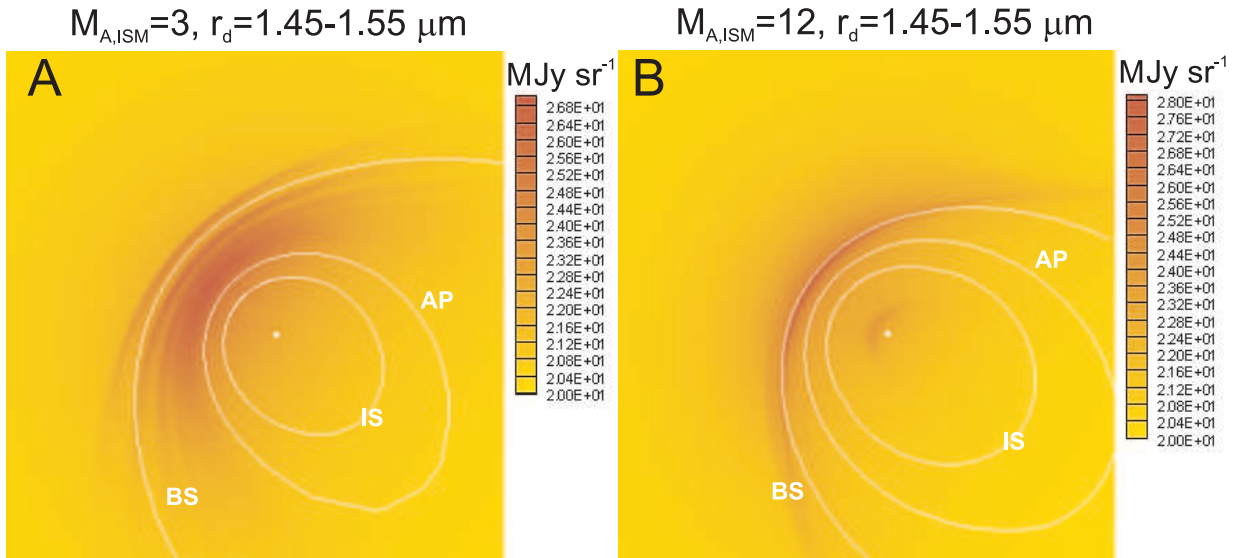 M_A,ISM=3, r_d=1.45-1.55 μm
A
MJy sr⁻¹
2.68E+01
2.64E+01
2.60E+01
2.56E+01
2.52E+01
2.48E+01
2.44E+01
2.40E+01
2.36E+01
2.32E+01
2.28E+01
2.24E+01
2.20E+01
2.16E+01
2.12E+01
2.08E+01
2.04E+01
2.00E+01
AP
IS
BS
M_A,ISM=12, r_d=1.45-1.55 μm
B
MJy sr⁻¹
2.80E+01
2.76E+01
2.72E+01
2.68E+01
2.64E+01
2.60E+01
2.56E+01
2.52E+01
2.48E+01
2.44E+01
2.40E+01
2.36E+01
2.32E+01
2.28E+01
2.24E+01
2.20E+01
2.16E+01
2.12E+01
2.08E+01
2.04E+01
2.00E+01
AP
IS
BS